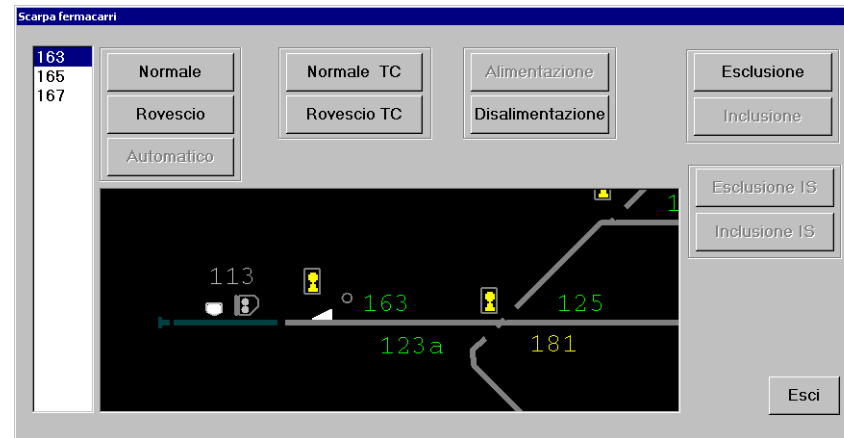 Scarpa fermacarri
163
165
167
Normale
Rovescio
Automatico
Normale TC
Rovescio TC
Alimentazione
Disalimentazione
Esclusione
Inclusione
Esclusione IS
Inclusione IS
113
163
125
123a
181
Esci